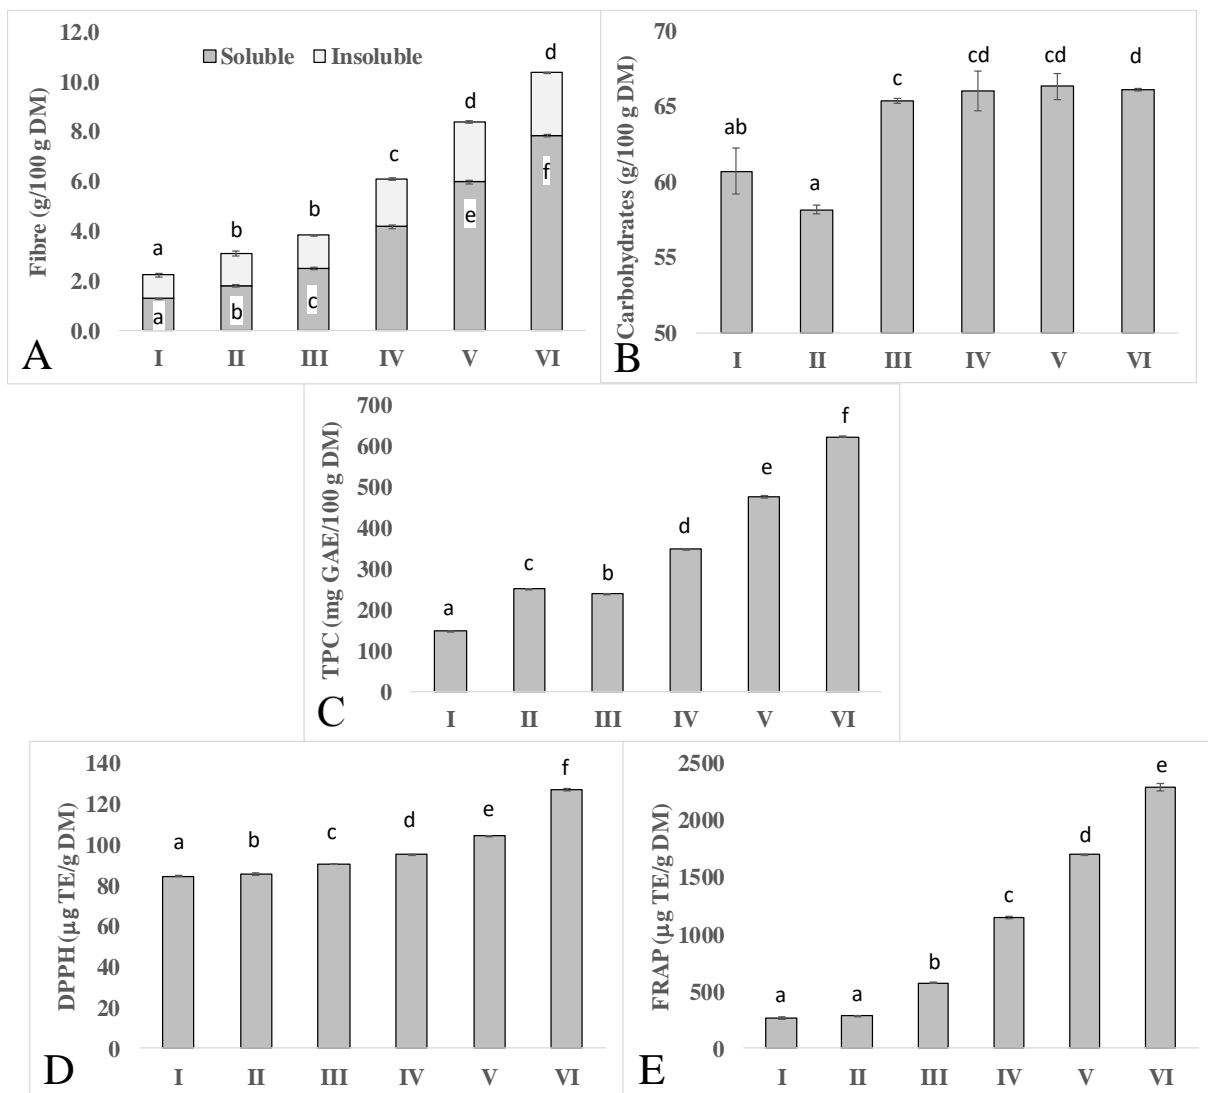 12.0
10.0
8.0
6.0
4.0
2.0
0.0
Fibre (g/100 g DM)
Soluble Insoluble
a b b c d d
a b c e f
I II III IV V VI
A
70
65
60
55
50
Carbohydrates (g/100 g DM)
ab a c cd cd d
I II III IV V VI
B
700
600
500
400
300
200
100
0
TPC (mg GAE/100 g DM)
a c b d e f
I II III IV V VI
C
140
120
100
80
60
40
20
0
DPPH (µg TE/g DM)
a b c d e f
I II III IV V VI
D
2500
2000
1500
1000
500
0
FRAP (µg TE/g DM)
a a b c d e
I II III IV V VI
E